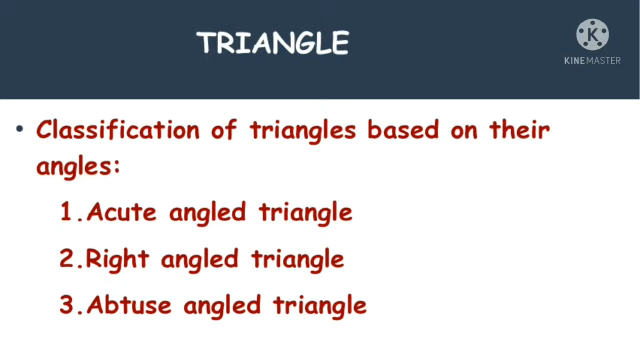 TRIANGLE
K
KINEMASTER
• Classification of triangles based on their
angles:
1.Acute angled triangle
2.Right angled triangle
3.Abtuse angled triangle